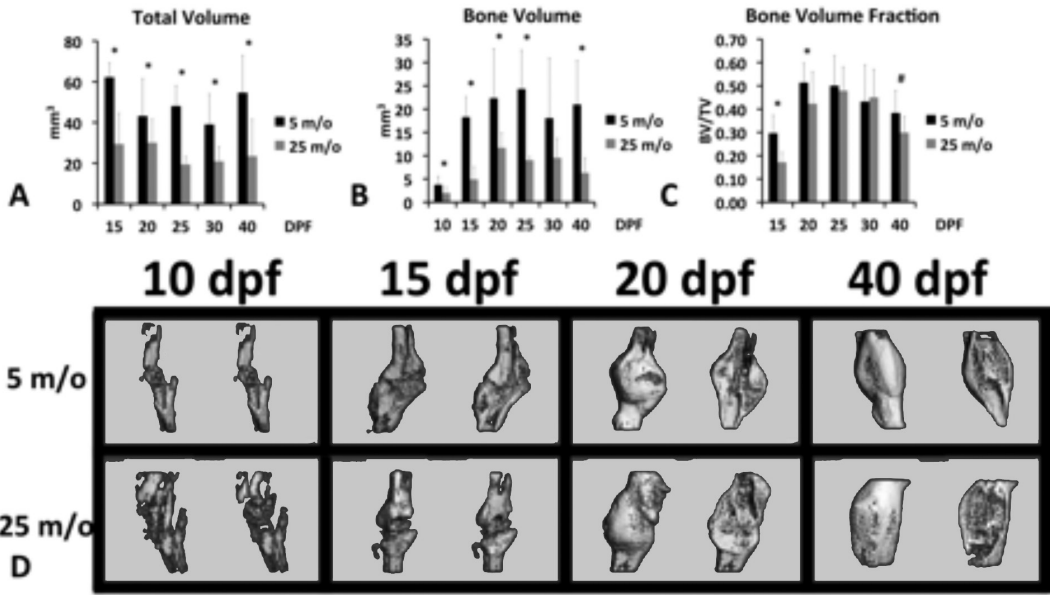 Total Volume
80
60
40
20
0
mm³
* * * * *
5 m/o
25 m/o
15 20 25 30 40 DPF
A
Bone Volume
35
30
25
20
15
10
5
0
mm³
* * * * *
5 m/o
25 m/o
10 15 20 25 30 40 DPF
B
Bone Volume Fraction
0.70
0.60
0.50
0.40
0.30
0.20
0.10
0.00
BV/TV
* * #
5 m/o
25 m/o
15 20 25 30 40 DPF
C
10 dpf 15 dpf 20 dpf 40 dpf
5 m/o
25 m/o
D